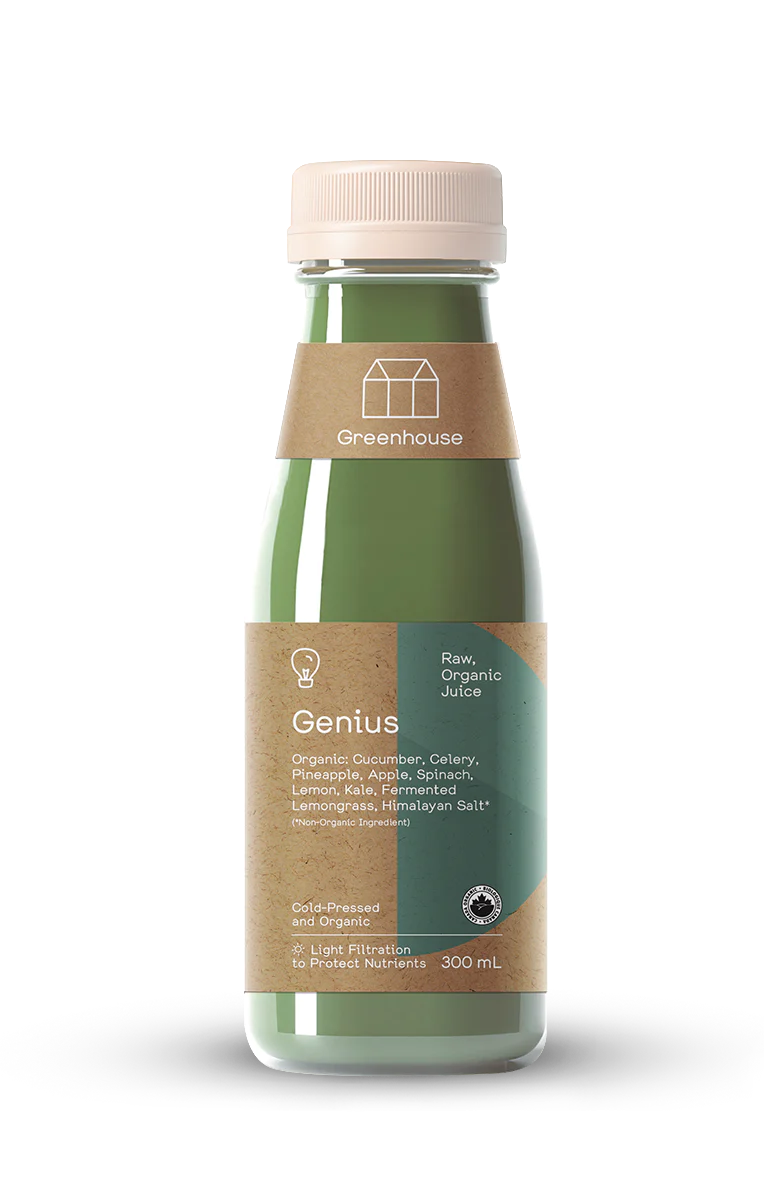 Greenhouse
Genius
Raw,
Organic
Juice
Organic: Cucumber, Celery,
Pineapple, Apple, Spinach,
Lemon, Kale, Fermented
Lemongrass, Himalayan Salt*
(*Non-Organic Ingredient)
Cold-Pressed
and Organic
Light Filtration
to Protect Nutrients
300 mL